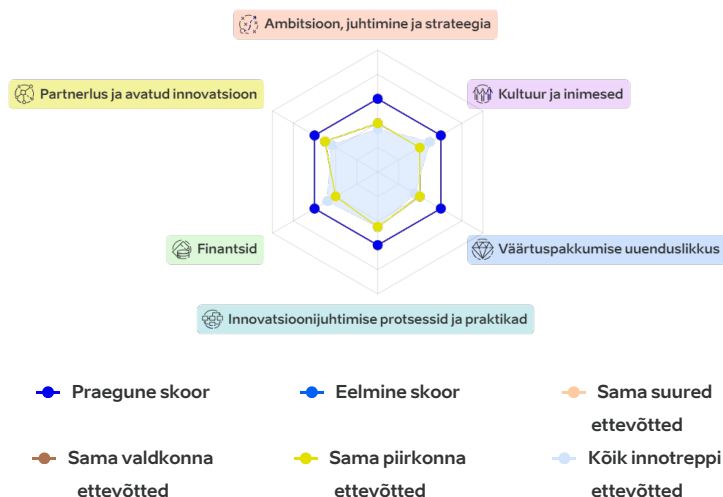 Ambitsioon, juhtimine ja strateegia
Partnerlus ja avatud innovatsioon
Kultuur ja inimesed
Finantsid
Väärtuspakkumise uuenduslikkus
Innovatsioonijuhtimise protsessid ja praktikad
Praegune skoor
Eelmine skoor
Sama suured
ettevõtted
Sama valdkonna
ettevõtted
Sama piirkonna
ettevõtted
Kõik innotreppi
ettevõtted